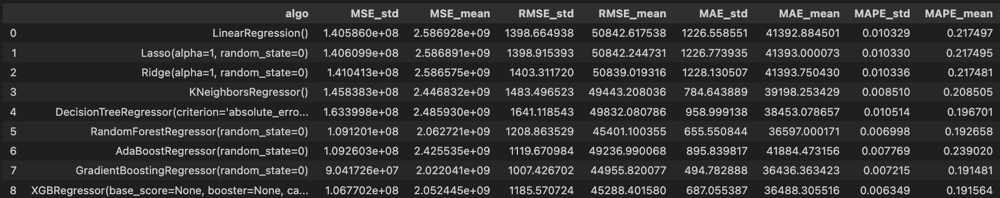 algo MSE_std MSE_mean RMSE_std RMSE_mean MAE_std MAE_mean MAPE_std MAPE_mean
0 LinearRegression() 1.405860e+08 2.586928e+09 1398.664938 50842.617538 1226.558551 41392.884501 0.010329 0.217497
1 Lasso(alpha=1, random_state=0) 1.406099e+08 2.586891e+09 1398.915393 50842.244731 1226.773935 41393.000073 0.010330 0.217495
2 Ridge(alpha=1, random_state=0) 1.410413e+08 2.586575e+09 1403.311720 50839.019316 1228.130507 41393.750430 0.010336 0.217481
3 KNeighborsRegressor() 1.458383e+08 2.446832e+09 1483.496523 49443.208036 784.643889 39198.253429 0.008510 0.208505
4 DecisionTreeRegressor(criterion='absolute_erro... 1.633998e+08 2.485930e+09 1641.118543 49832.080786 958.999138 38453.078657 0.010514 0.196701
5 RandomForestRegressor(random_state=0) 1.091201e+08 2.062721e+09 1208.863529 45401.100355 655.550844 36597.000171 0.006998 0.192658
6 AdaBoostRegressor(random_state=0) 1.092603e+08 2.425535e+09 1119.670984 49236.990068 895.839817 41884.473156 0.007769 0.239020
7 GradientBoostingRegressor(random_state=0) 9.041726e+07 2.022041e+09 1007.426702 44955.820077 494.782888 36436.363423 0.007215 0.191481
8 XGBRegressor(base_score=None, booster=None, ca... 1.067702e+08 2.052445e+09 1185.570724 45288.401580 687.055387 36488.305516 0.006349 0.191564